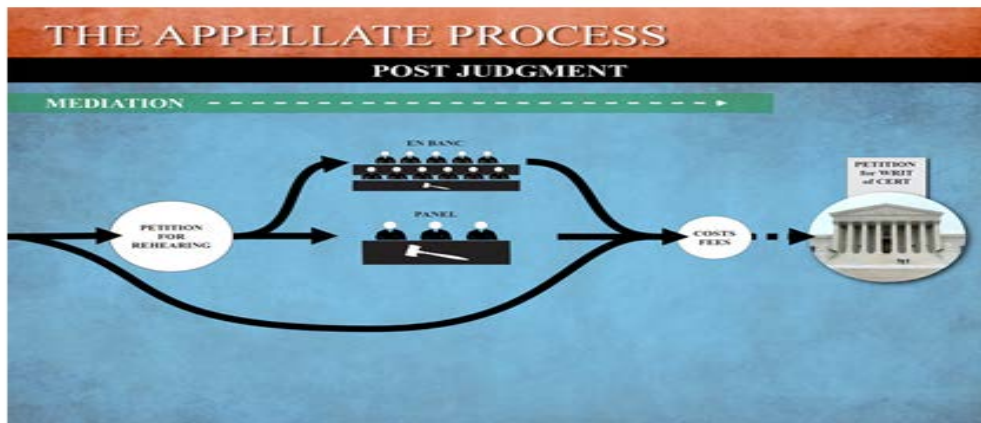 THE APPELLATE PROCESS
POST JUDGMENT
MEDIATION
EN BANC
PETITION
for WRIT
of CERT
PANEL
PETITION
FOR
REHEARING
COSTS
FEES